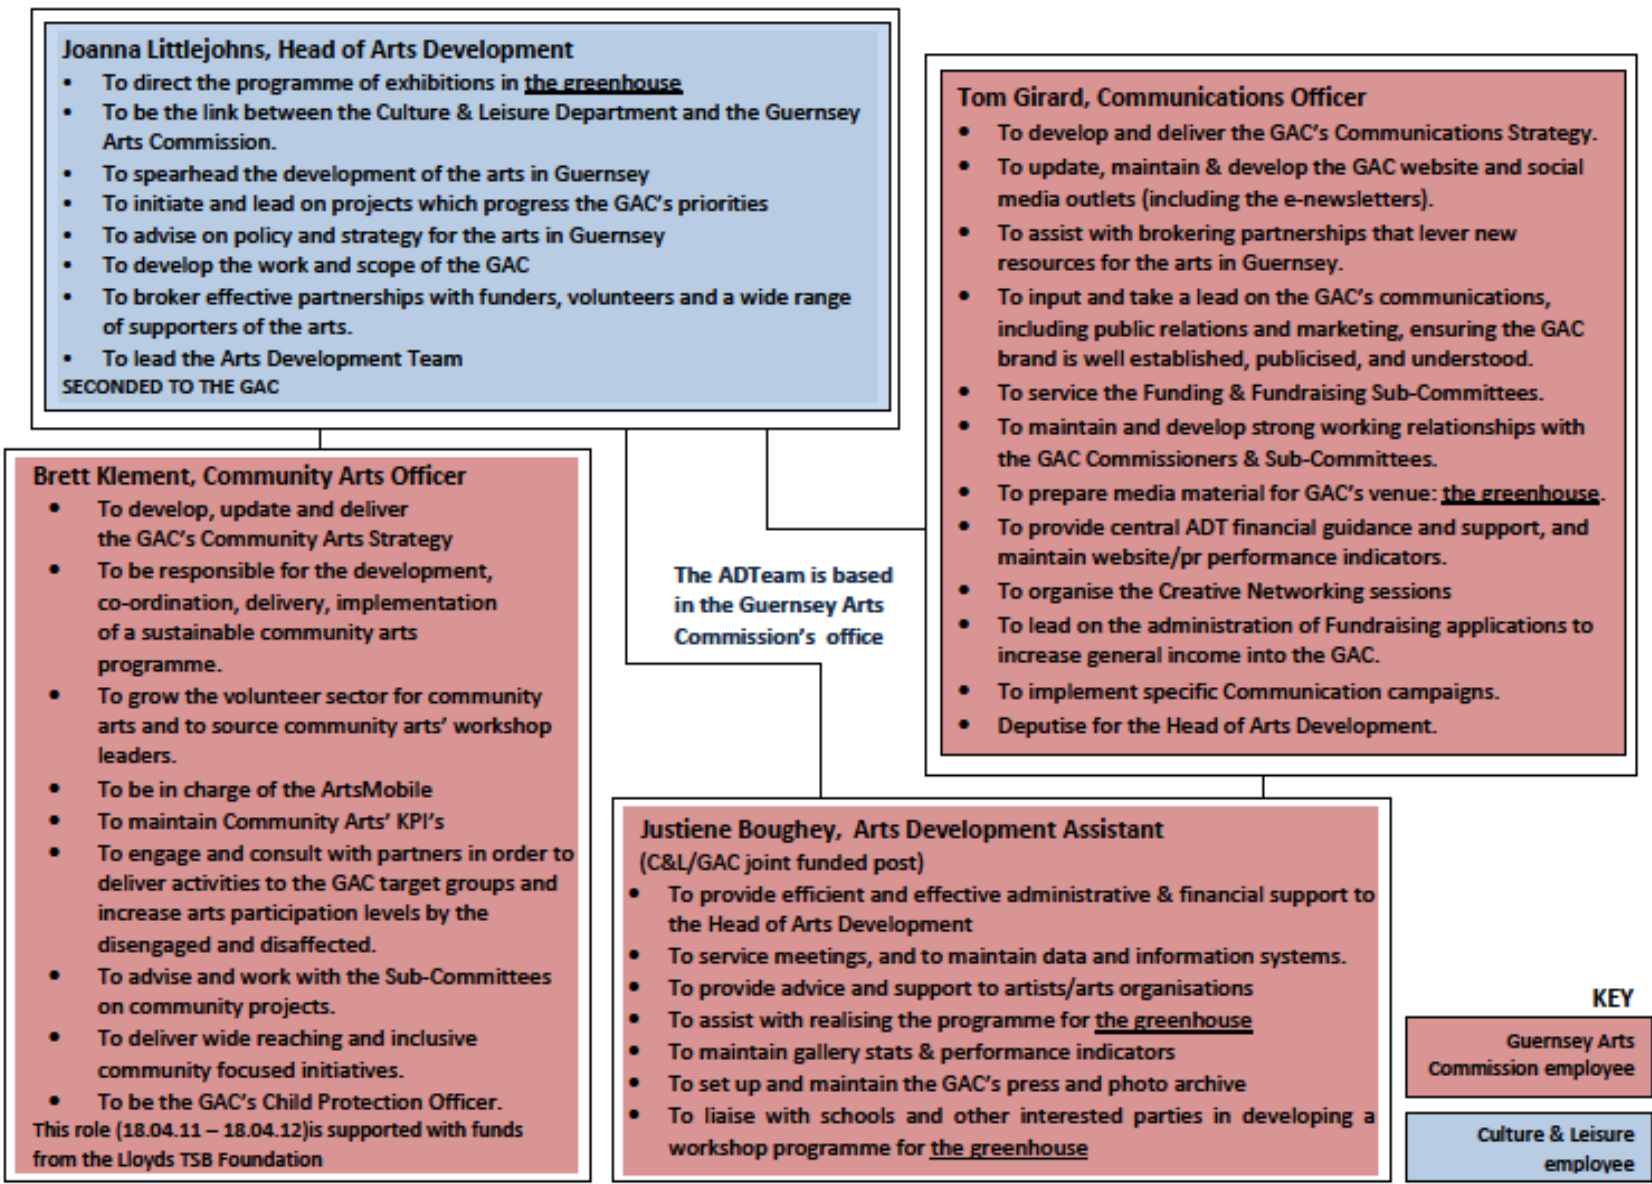 Joanna Littlejohns, Head of Arts Development
• To direct the programme of exhibitions in the greenhouse
• To be the link between the Culture & Leisure Department and the Guernsey
Arts Commission.
• To spearhead the development of the arts in Guernsey
• To initiate and lead on projects which progress the GAC's priorities
• To advise on policy and strategy for the arts in Guernsey
• To develop the work and scope of the GAC
• To broker effective partnerships with funders, volunteers and a wide range
of supporters of the arts.
• To lead the Arts Development Team
SECONDED TO THE GAC
Tom Girard, Communications Officer
• To develop and deliver the GAC's Communications Strategy.
• To update, maintain & develop the GAC website and social
media outlets (including the e-newsletters).
• To assist with brokering partnerships that lever new
resources for the arts in Guernsey.
• To input and take a lead on the GAC's communications,
including public relations and marketing, ensuring the GAC
brand is well established, publicised, and understood.
• To service the Funding & Fundraising Sub-Committees.
• To maintain and develop strong working relationships with
the GAC Commissioners & Sub-Committees.
• To prepare media material for GAC's venue: the greenhouse.
• To provide central ADT financial guidance and support, and
maintain website/pr performance indicators.
• To organise the Creative Networking sessions
• To lead on the administration of Fundraising applications to
increase general income into the GAC.
• To implement specific Communication campaigns.
• Deputise for the Head of Arts Development.
Brett Klement, Community Arts Officer
• To develop, update and deliver
the GAC's Community Arts Strategy
• To be responsible for the development,
co-ordination, delivery, implementation
of a sustainable community arts
programme.
• To grow the volunteer sector for community
arts and to source community arts' workshop
leaders.
• To be in charge of the ArtsMobile
• To maintain Community Arts' KPI's
• To engage and consult with partners in order to
deliver activities to the GAC target groups and
increase arts participation levels by the
disengaged and disaffected.
• To advise and work with the Sub-Committees
on community projects.
• To deliver wide reaching and inclusive
community focused initiatives.
• To be the GAC's Child Protection Officer.
This role (18.04.11 – 18.04.12)is supported with funds
from the Lloyds TSB Foundation
The ADTeam is based
in the Guernsey Arts
Commission's office
Justiene Boughey, Arts Development Assistant
(C&L/GAC joint funded post)
• To provide efficient and effective administrative & financial support to
the Head of Arts Development
• To service meetings, and to maintain data and information systems.
• To provide advice and support to artists/arts organisations
• To assist with realising the programme for the greenhouse
• To maintain gallery stats & performance indicators
• To set up and maintain the GAC's press and photo archive
• To liaise with schools and other interested parties in developing a
workshop programme for the greenhouse
KEY
Guernsey Arts
Commission employee
Culture & Leisure
employee